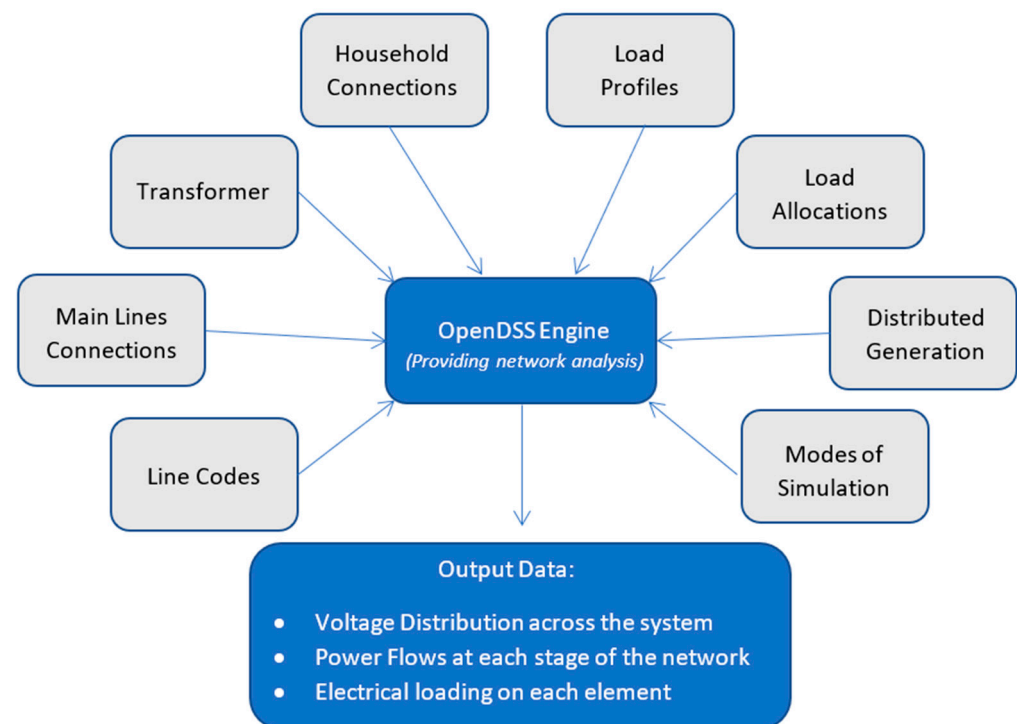 Household
Connections
Load
Profiles
Transformer
Load
Allocations
Main Lines
Connections
OpenDSS Engine
(Providing network analysis)
Distributed
Generation
Line Codes
Modes of
Simulation
Output Data:
• Voltage Distribution across the system
• Power Flows at each stage of the network
• Electrical loading on each element